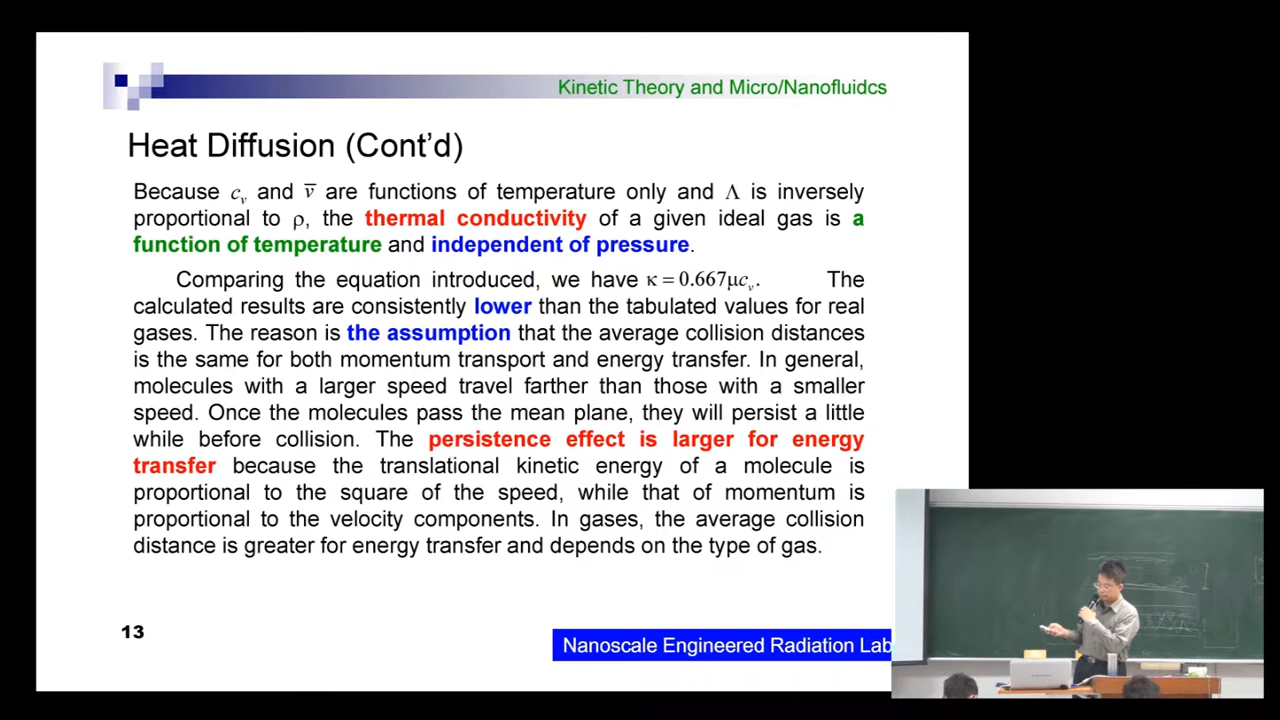 Kinetic Theory and Micro/Nanofluidcs
Heat Diffusion (Cont’d)
Because cᵥ and v̅ are functions of temperature only and Λ is inversely
proportional to ρ, the thermal conductivity of a given ideal gas is a
function of temperature and independent of pressure.
Comparing the equation introduced, we have κ = 0.667μcᵥ. The
calculated results are consistently lower than the tabulated values for real
gases. The reason is the assumption that the average collision distances
is the same for both momentum transport and energy transfer. In general,
molecules with a larger speed travel farther than those with a smaller
speed. Once the molecules pass the mean plane, they will persist a little
while before collision. The persistence effect is larger for energy
transfer because the translational kinetic energy of a molecule is
proportional to the square of the speed, while that of momentum is
proportional to the velocity components. In gases, the average collision
distance is greater for energy transfer and depends on the type of gas.
13
Nanoscale Engineered Radiation Lab